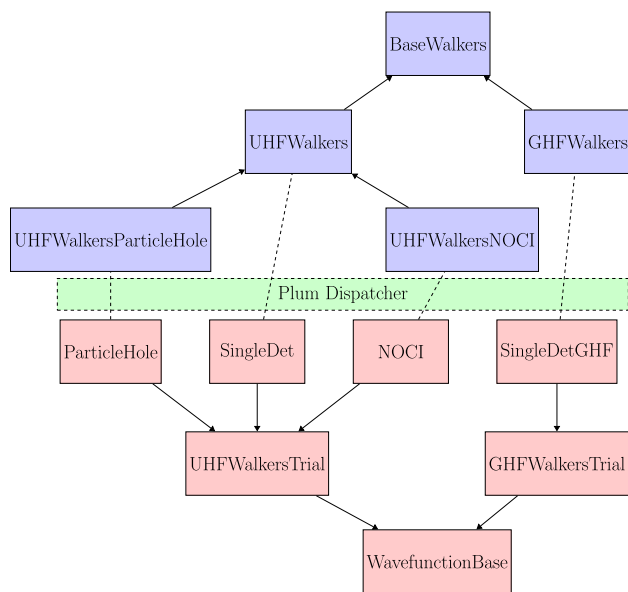 BaseWalkers
UHFWalkers
GHFWalkers
UHFWalkersParticleHole
UHFWalkersNOCI
Plum Dispatcher
ParticleHole
SingleDet
NOCI
SingleDetGHF
UHFWalkersTrial
GHFWalkersTrial
WavefunctionBase